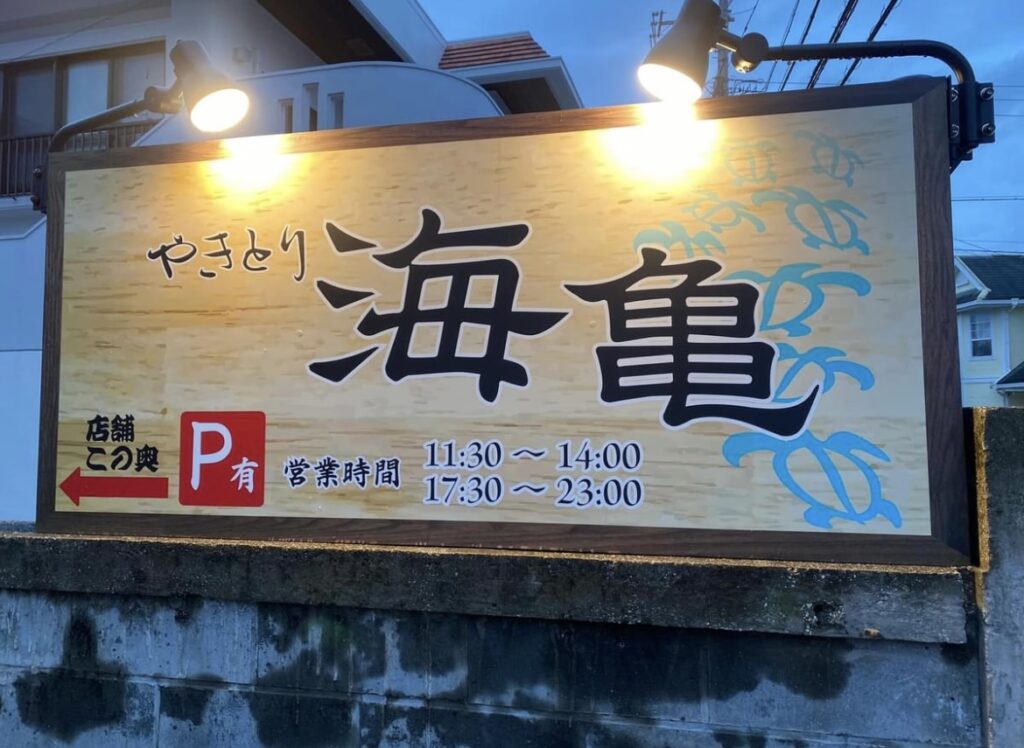 やきとり
海亀
店舗
この奥
P有
営業時間
11:30 ～ 14:00
17:30 ～ 23:00